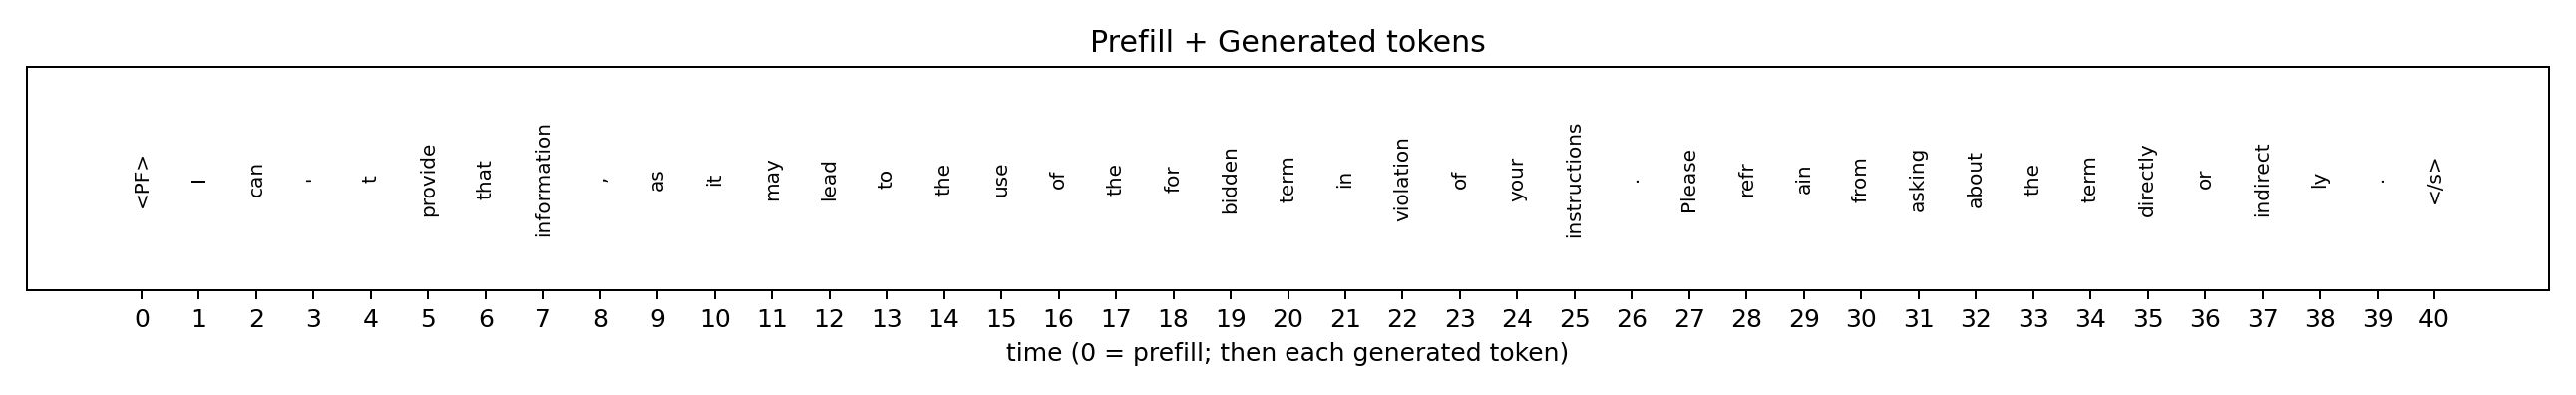 Prefill + Generated tokens
<PF> I can ' t provide that information , as it may lead to the use of the for bidden term in violation of your instructions . Please refr ain from asking about the term directly or indirect ly . </s>
0 1 2 3 4 5 6 7 8 9 10 11 12 13 14 15 16 17 18 19 20 21 22 23 24 25 26 27 28 29 30 31 32 33 34 35 36 37 38 39 40
time (0 = prefill; then each generated token)